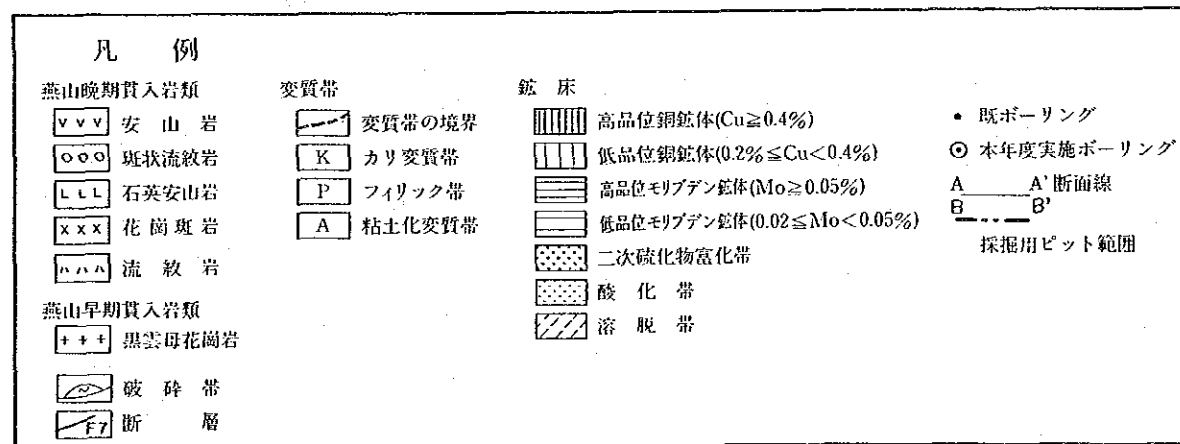 凡 例
燕山晩期貫入岩類
v v v 安山岩
o o o 斑状流紋岩
L L L 石英安山岩
x x x 花崗斑岩
流紋岩
燕山早期貫入岩類
+ + + 黒雲母花崗岩
~ 破砕帯
F7 断層
変質帯
変質帯の境界
K カリ変質帯
P フィリック帯
A 粘土化変質帯
鉱床
高品位銅鉱体(Cu≧0.4%)
低品位銅鉱体(0.2%≦Cu<0.4%)
高品位モリブデン鉱体(Mo≧0.05%)
低品位モリブデン鉱体(0.02≦Mo<0.05%)
二次硫化物富化帯
酸化帯
溶脱帯
既ボーリング
本年度実施ボーリング
A A' 断面線
B B'
採掘用ピット範囲